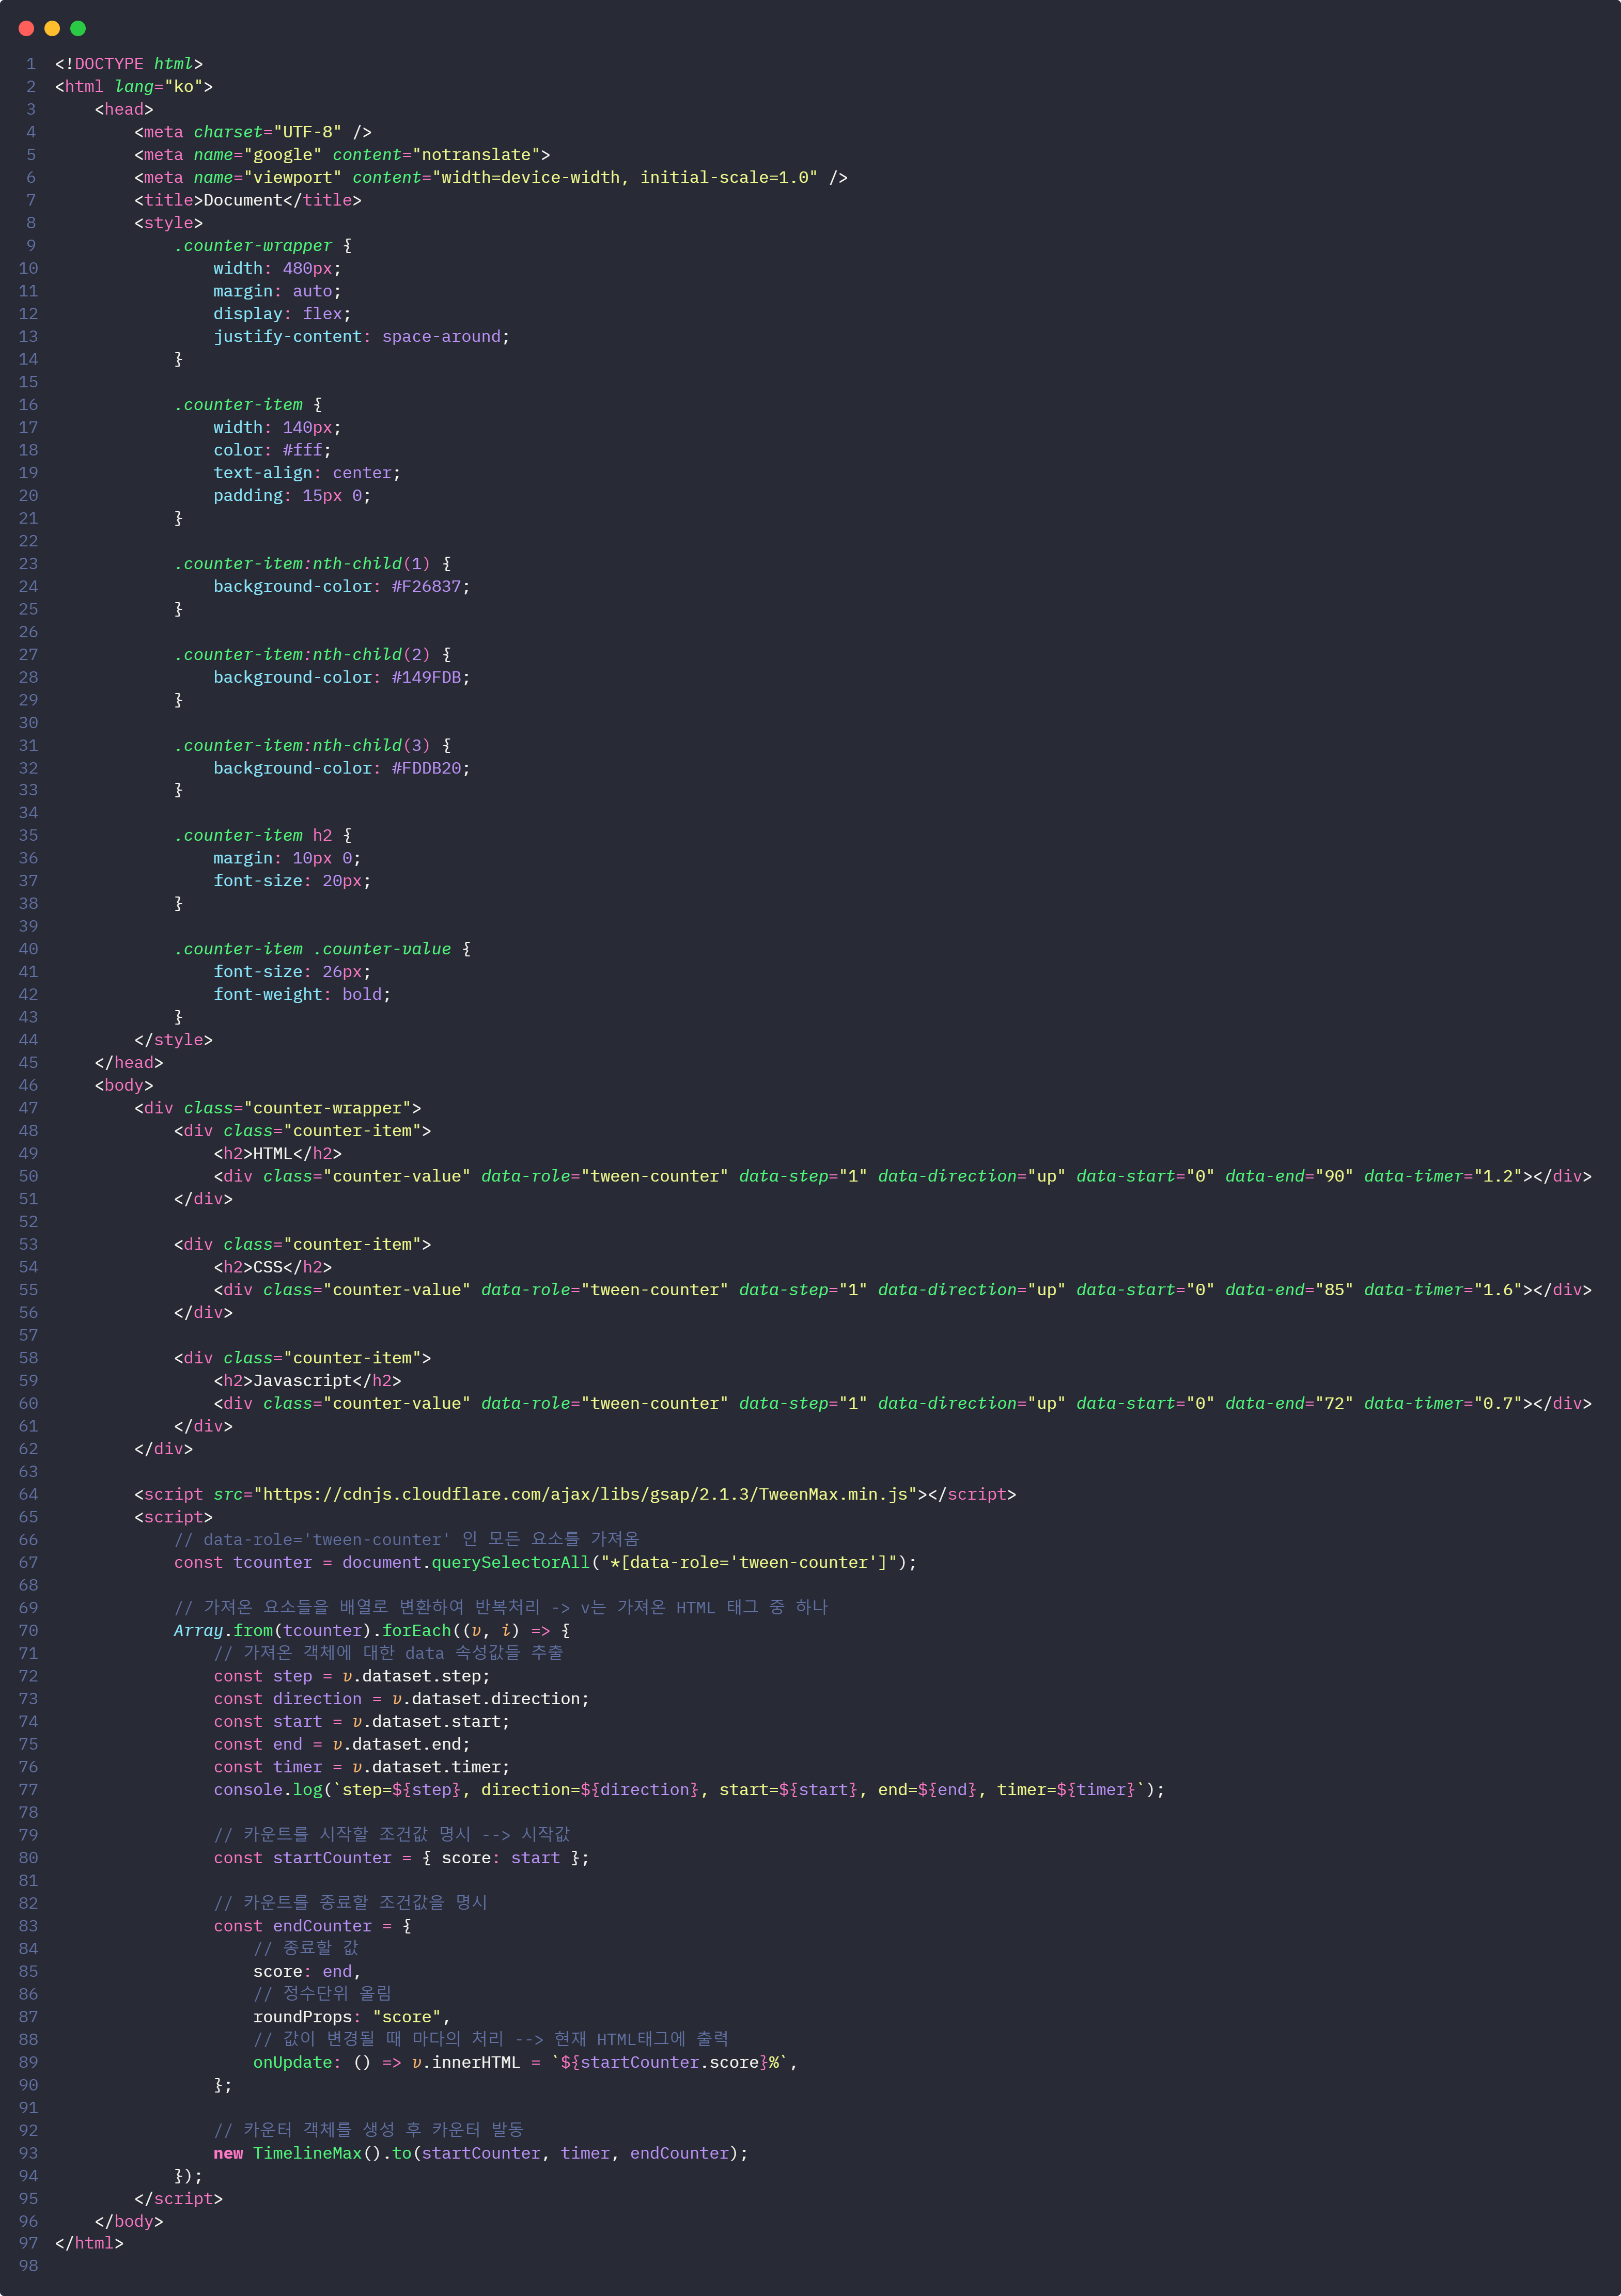 1 <!DOCTYPE html>
2 <html lang="ko">
3     <head>
4         <meta charset="UTF-8" />
5         <meta name="google" content="notranslate">
6         <meta name="viewport" content="width=device-width, initial-scale=1.0" />
7         <title>Document</title>
8         <style>
9             .counter-wrapper {
10                 width: 480px;
11                 margin: auto;
12                 display: flex;
13                 justify-content: space-around;
14             }
15
16             .counter-item {
17                 width: 140px;
18                 color: #fff;
19                 text-align: center;
20                 padding: 15px 0;
21             }
22
23             .counter-item:nth-child(1) {
24                 background-color: #F26837;
25             }
26
27             .counter-item:nth-child(2) {
28                 background-color: #149FDB;
29             }
30
31             .counter-item:nth-child(3) {
32                 background-color: #FDDB20;
33             }
34
35             .counter-item h2 {
36                 margin: 10px 0;
37                 font-size: 20px;
38             }
39
40             .counter-item .counter-value {
41                 font-size: 26px;
42                 font-weight: bold;
43             }
44         </style>
45     </head>
46     <body>
47         <div class="counter-wrapper">
48             <div class="counter-item">
49                 <h2>HTML</h2>
50                 <div class="counter-value" data-role="tween-counter" data-step="1" data-direction="up" data-start="0" data-end="90" data-timer="1.2"></div>
51             </div>
52
53             <div class="counter-item">
54                 <h2>CSS</h2>
55                 <div class="counter-value" data-role="tween-counter" data-step="1" data-direction="up" data-start="0" data-end="85" data-timer="1.6"></div>
56             </div>
57
58             <div class="counter-item">
59                 <h2>Javascript</h2>
60                 <div class="counter-value" data-role="tween-counter" data-step="1" data-direction="up" data-start="0" data-end="72" data-timer="0.7"></div>
61             </div>
62         </div>
63
64         <script src="https://cdnjs.cloudflare.com/ajax/libs/gsap/2.1.3/TweenMax.min.js"></script>
65         <script>
66             // data-role='tween-counter' 인 모든 요소를 가져옴
67             const tcounter = document.querySelectorAll("*[data-role='tween-counter']");
68
69             // 가져온 요소들을 배열로 변환하여 반복처리 -> v는 가져온 HTML 태그 중 하나
70             Array.from(tcounter).forEach((v, i) => {
71                 // 가져온 객체에 대한 data 속성값들 추출
72                 const step = v.dataset.step;
73                 const direction = v.dataset.direction;
74                 const start = v.dataset.start;
75                 const end = v.dataset.end;
76                 const timer = v.dataset.timer;
77                 console.log(`step=${step}, direction=${direction}, start=${start}, end=${end}, timer=${timer}`);
78
79                 // 카운트를 시작할 조건값 명시 --> 시작값
80                 const startCounter = { score: start };
81
82                 // 카운트를 종료할 조건값을 명시
83                 const endCounter = {
84                     // 종료할 값
85                     score: end,
86                     // 정수단위 올림
87                     roundProps: "score",
88                     // 값이 변경될 때 마다의 처리 --> 현재 HTML태그에 출력
89                     onUpdate: () => v.innerHTML = `${startCounter.score}%`,
90                 };
91
92                 // 카운터 객체를 생성 후 카운터 발동
93                 new TimelineMax().to(startCounter, timer, endCounter);
94             });
95         </script>
96     </body>
97 </html>
98